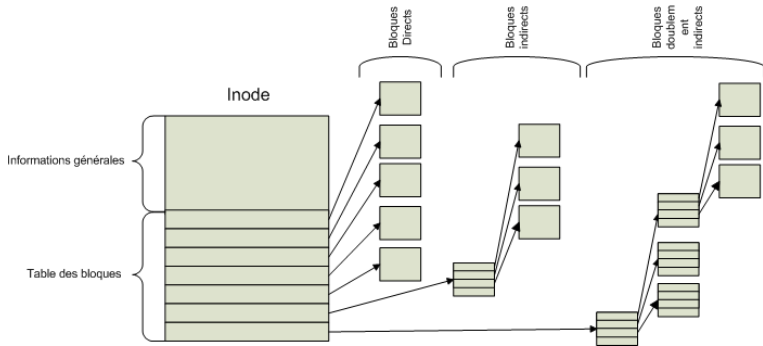 Bloques
Directs
Bloques
indirects
Bloques
doublem
ent
indirects
Inode
Informations générales
Table des bloques